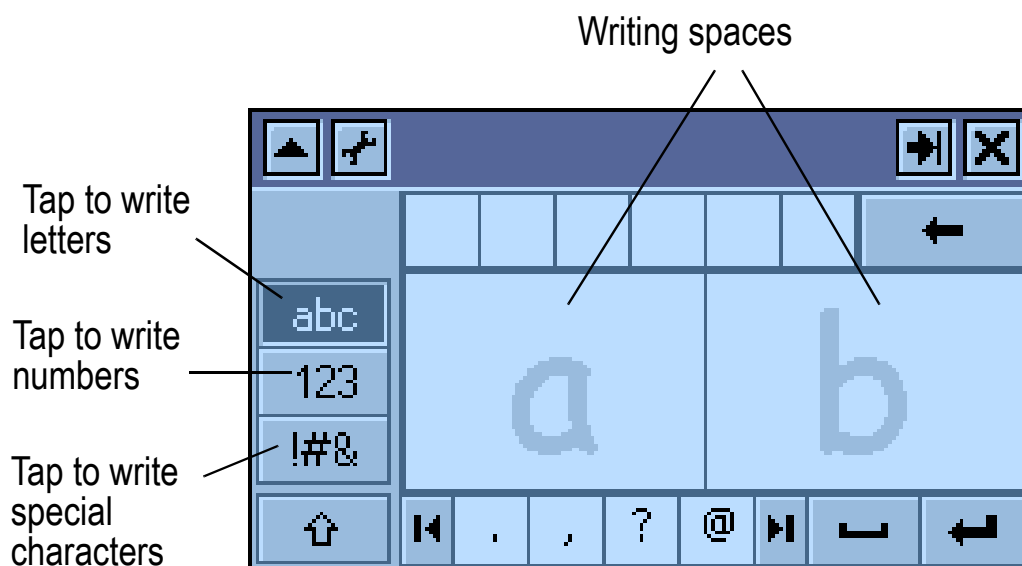 Writing spaces
Tap to write
letters
abc
Tap to write
numbers
123
!#&
Tap to write
special
characters
a b
. , ? @